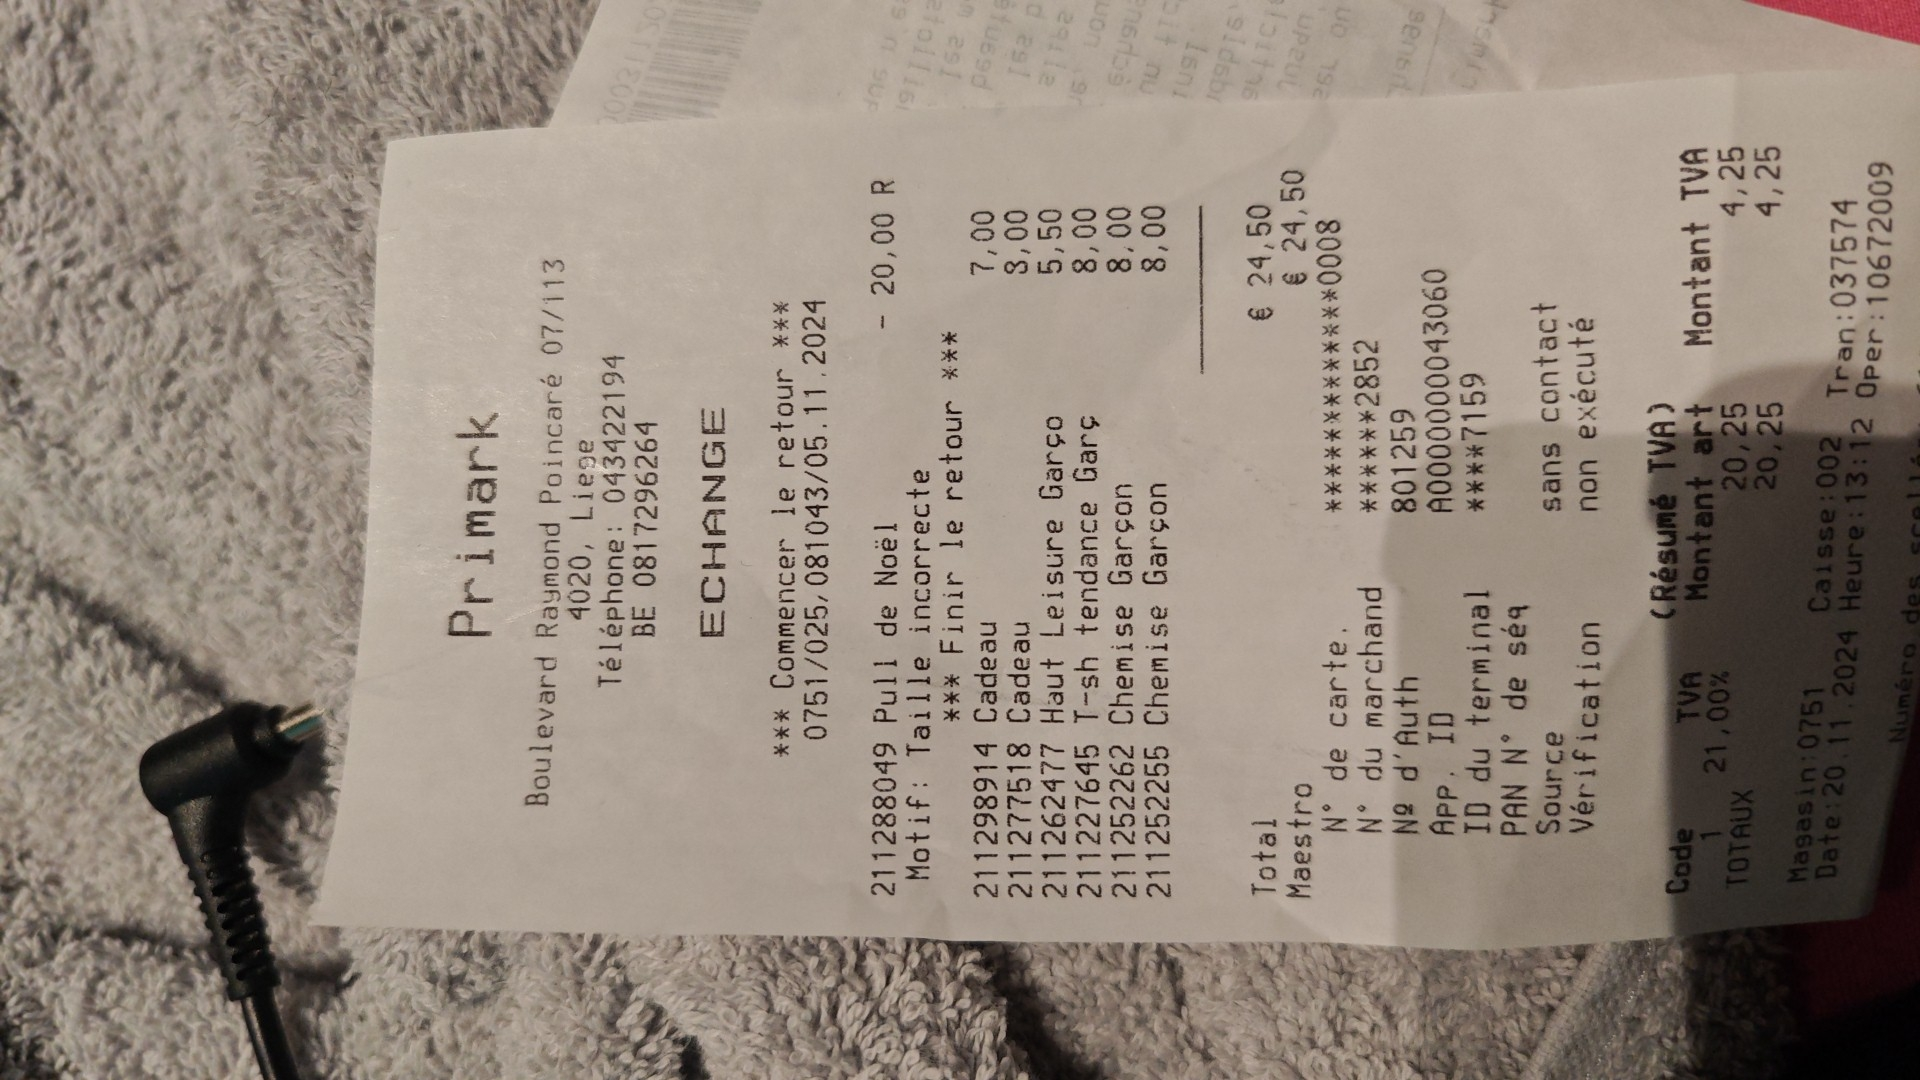 Primark
Boulevard Raymond Poincaré 07/113
4020, Liege
Téléphone: 043422194
BE 0817296264
ECHANGE
*** Commencer le retour ***
0751/025,081043/05.11.2024
211288049 Pull de Noël - 20,00 R
Motif: Taille incorrecte
*** Finir le retour ***
211298914 Cadeau 7,00
211277518 Cadeau 8,00
211262477 Haut Leisure Garço 5,50
211227645 T-sh tendance Garç 8,00
211252262 Chemise Garçon 8,00
211252255 Chemise Garçon 8,00
Total € 24,50
Maestro € 24,50
N° de carte. ***************0008
N° du marchand ******2852
Nº d'Auth 801259
App. ID A0000000043060
ID du terminal ****7159
PAN N° de séq
Source sans contact
Vérification non exécuté
(Résumé TVA)
Code TVA Montant art Montant TVA
1 21,00% 20,25 4,25
TOTAUX 20,25 4,25
Magasin:0751 Caisse:002 Tran:037574
Date:20.11.2024 Heure:13:12 Oper:10672009
Numéro des